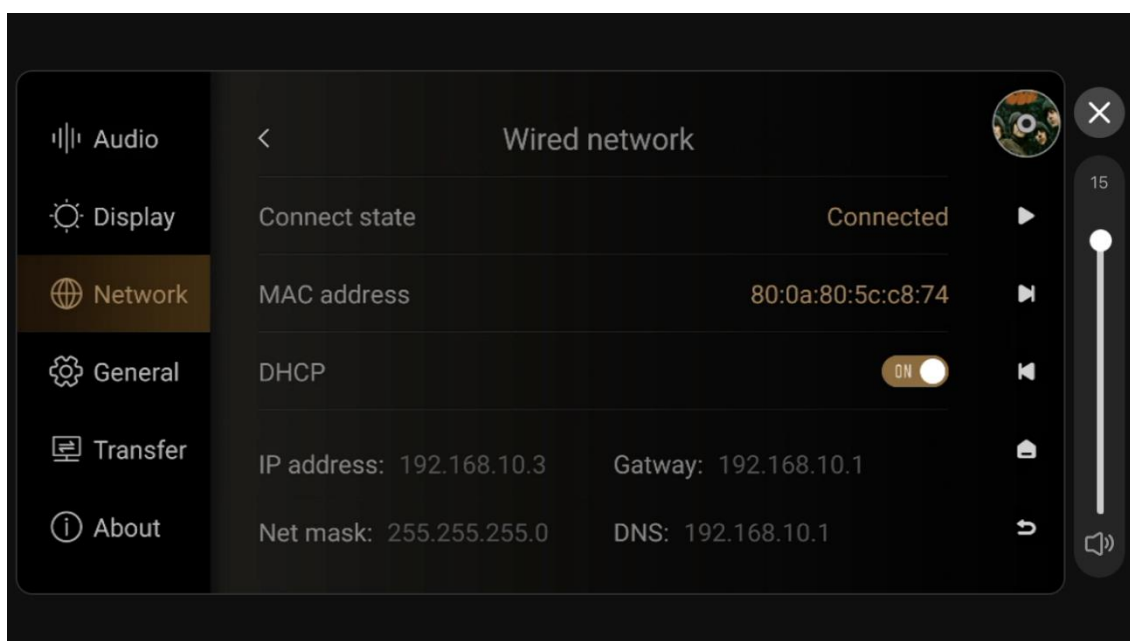 Audio
Display
Network
General
Transfer
About
Wired network
Connect state Connected
MAC address 80:0a:80:5c:c8:74
DHCP ON
IP address: 192.168.10.3 Gatway: 192.168.10.1
Net mask: 255.255.255.0 DNS: 192.168.10.1
15